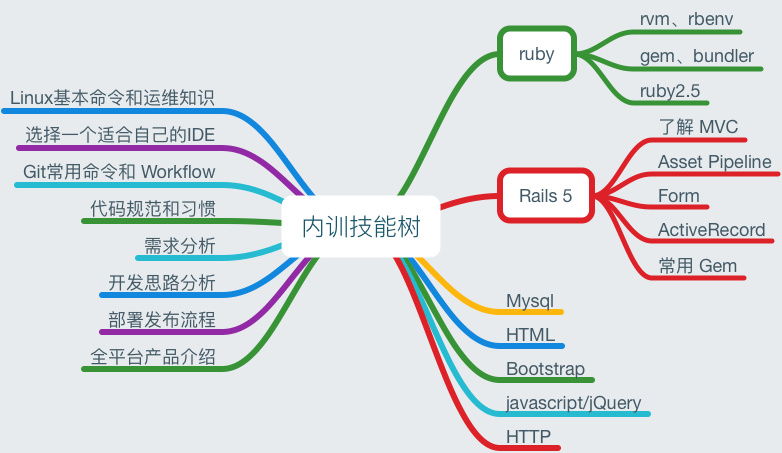 内训技能树
ruby
rvm、rbenv
gem、bundler
ruby2.5
Rails 5
了解 MVC
Asset Pipeline
Form
ActiveRecord
常用 Gem
Mysql
HTML
Bootstrap
javascript/jQuery
HTTP
Linux基本命令和运维知识
选择一个适合自己的IDE
Git常用命令和 Workflow
代码规范和习惯
需求分析
开发思路分析
部署发布流程
全平台产品介绍